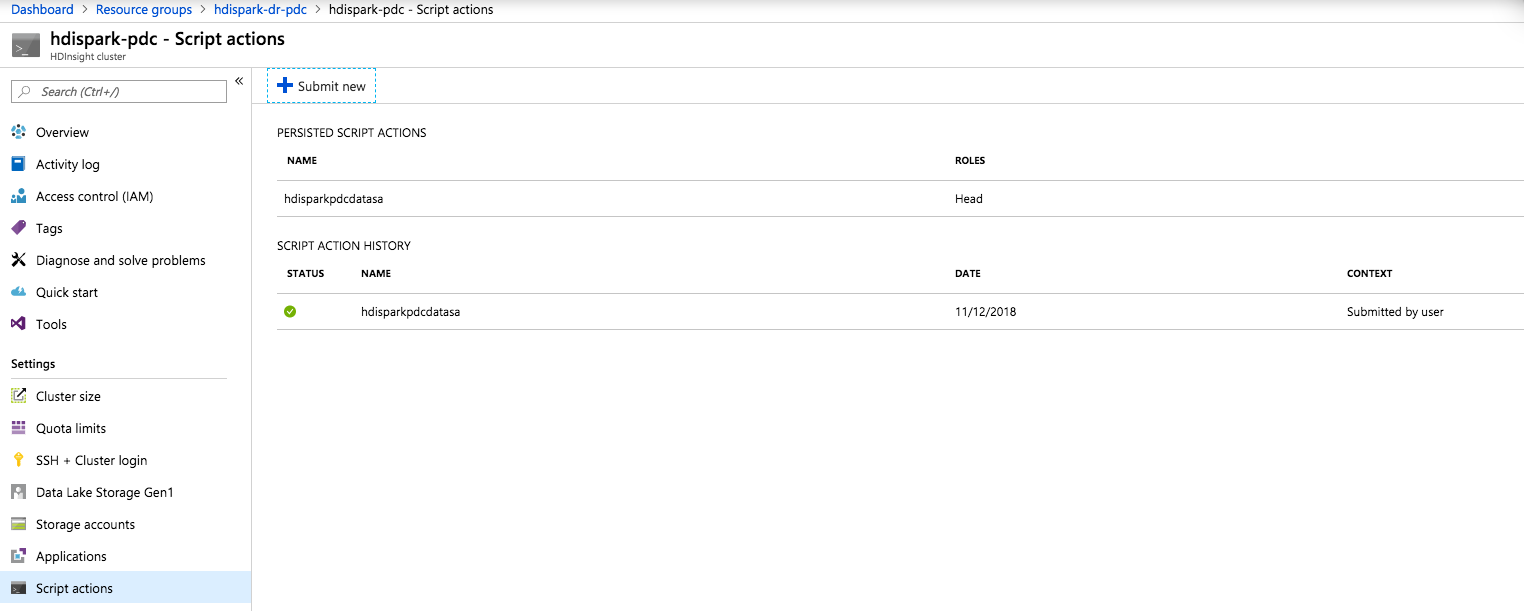 Dashboard > Resource groups > hdispark-dr-pdc > hdispark-pdc - Script actions
hdispark-pdc - Script actions
HDInsight cluster
Search (Ctrl+/)
«
Overview
Activity log
Access control (IAM)
Tags
Diagnose and solve problems
Quick start
Tools
Settings
Cluster size
Quota limits
SSH + Cluster login
Data Lake Storage Gen1
Storage accounts
Applications
Script actions
Submit new
PERSISTED SCRIPT ACTIONS
NAME ROLES
hdisparkpdcdatasa Head
SCRIPT ACTION HISTORY
STATUS NAME DATE CONTEXT
hdisparkpdcdatasa 11/12/2018 Submitted by user